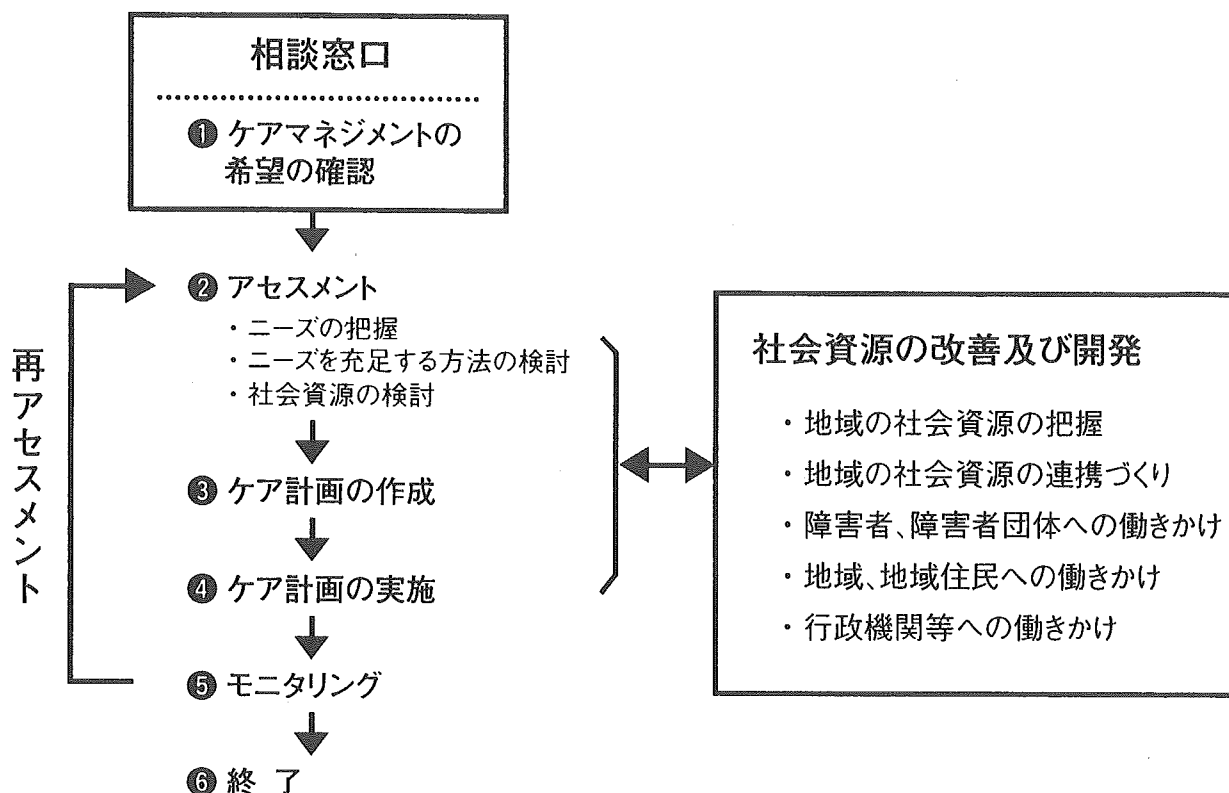 相談窓口
❶ ケアマネジメントの
希望の確認
❷ アセスメント
・ニーズの把握
・ニーズを充足する方法の検討
・社会資源の検討
❸ ケア計画の作成
❹ ケア計画の実施
❺ モニタリング
❻ 終 了
再アセスメント
社会資源の改善及び開発
・地域の社会資源の把握
・地域の社会資源の連携づくり
・障害者、障害者団体への働きかけ
・地域、地域住民への働きかけ
・行政機関等への働きかけ